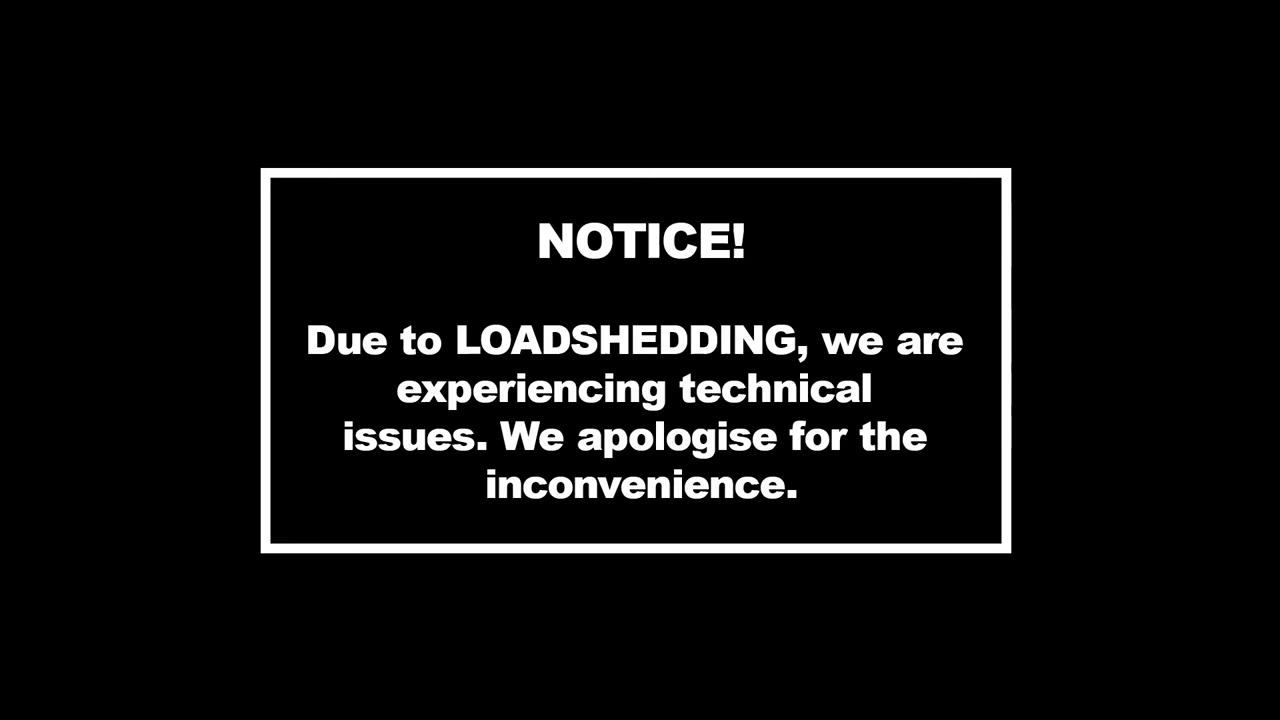 NOTICE!
Due to LOADSHEDDING, we are
experiencing technical
issues. We apologise for the
inconvenience.